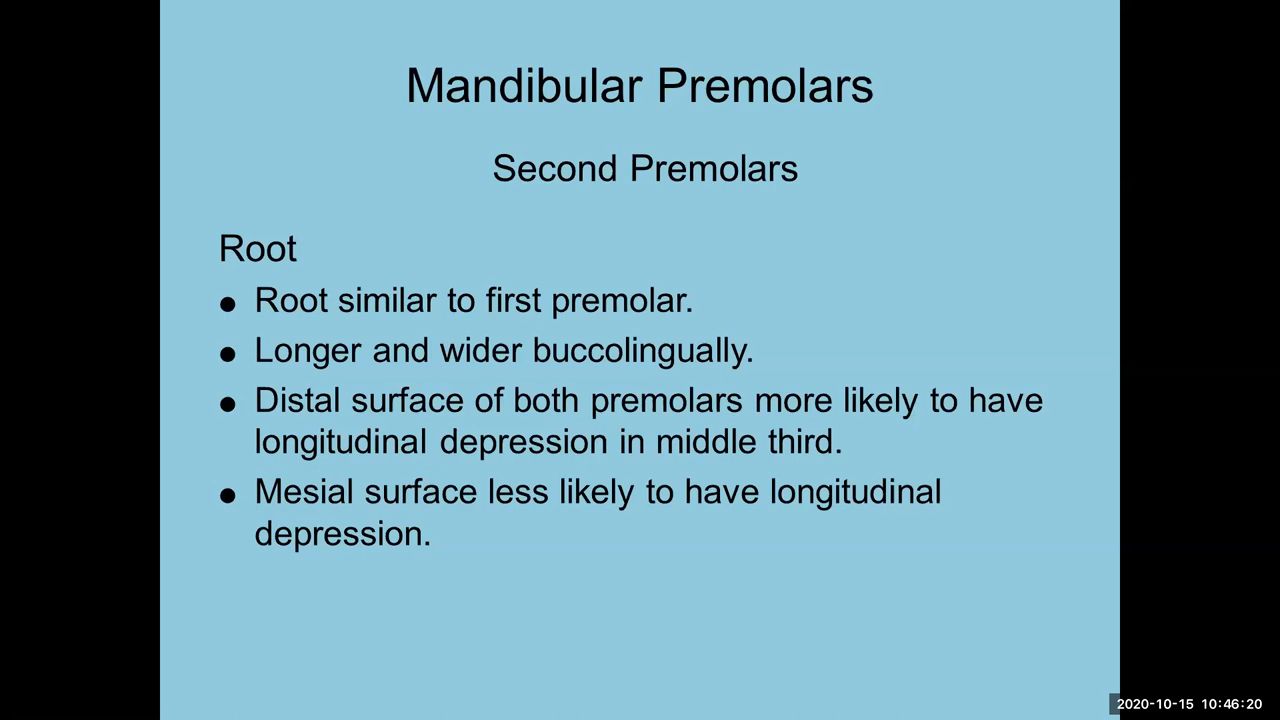 Mandibular Premolars
Second Premolars
Root
● Root similar to first premolar.
● Longer and wider buccolingually.
● Distal surface of both premolars more likely to have
longitudinal depression in middle third.
● Mesial surface less likely to have longitudinal
depression.
2020-10-15 10:46:20